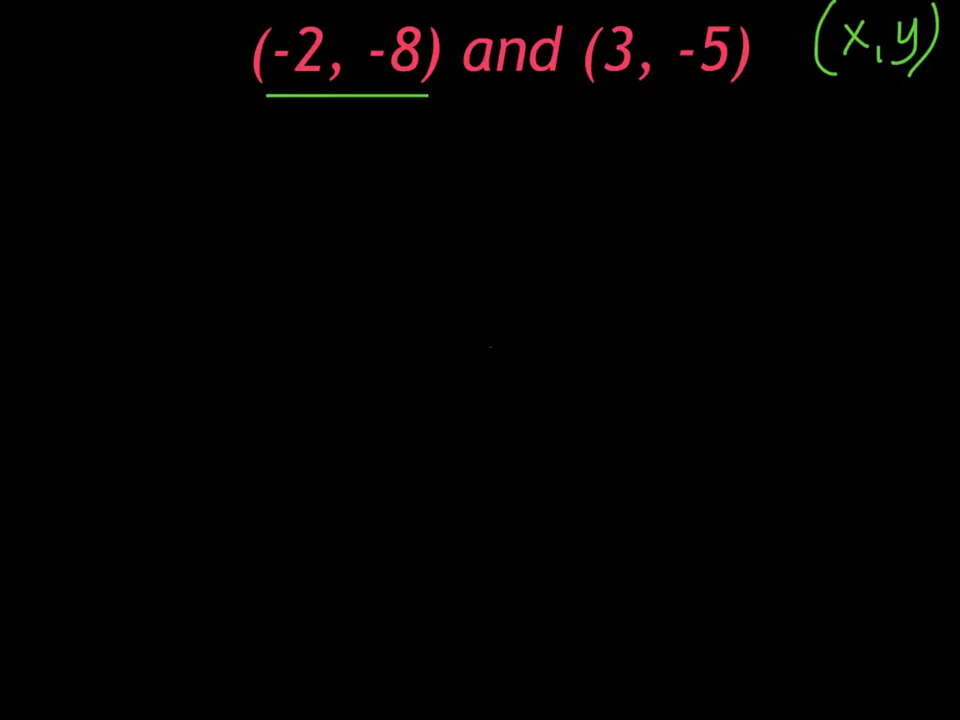 (-2, -8) and (3, -5) (x,y)